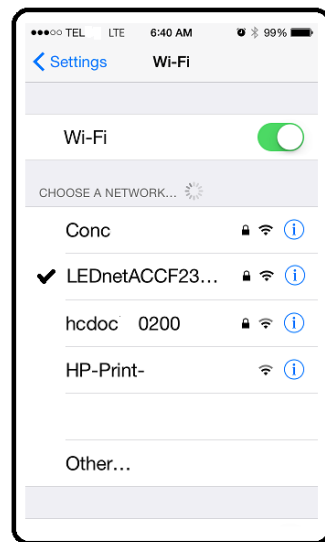 ●●●○○ TEL LTE 6:40 AM 99%
Settings Wi-Fi
Wi-Fi
CHOOSE A NETWORK...
Conc
LEDnetACCF23...
hcdoc 0200
HP-Print-
Other...